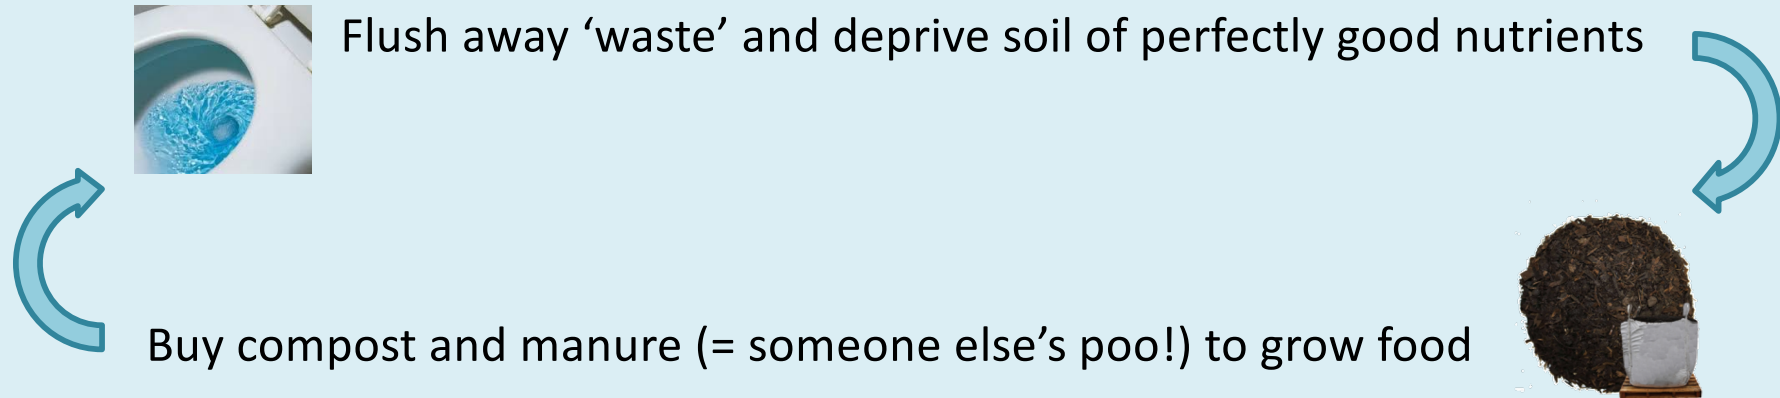 Flush away ‘waste’ and deprive soil of perfectly good nutrients
Buy compost and manure (= someone else’s poo!) to grow food